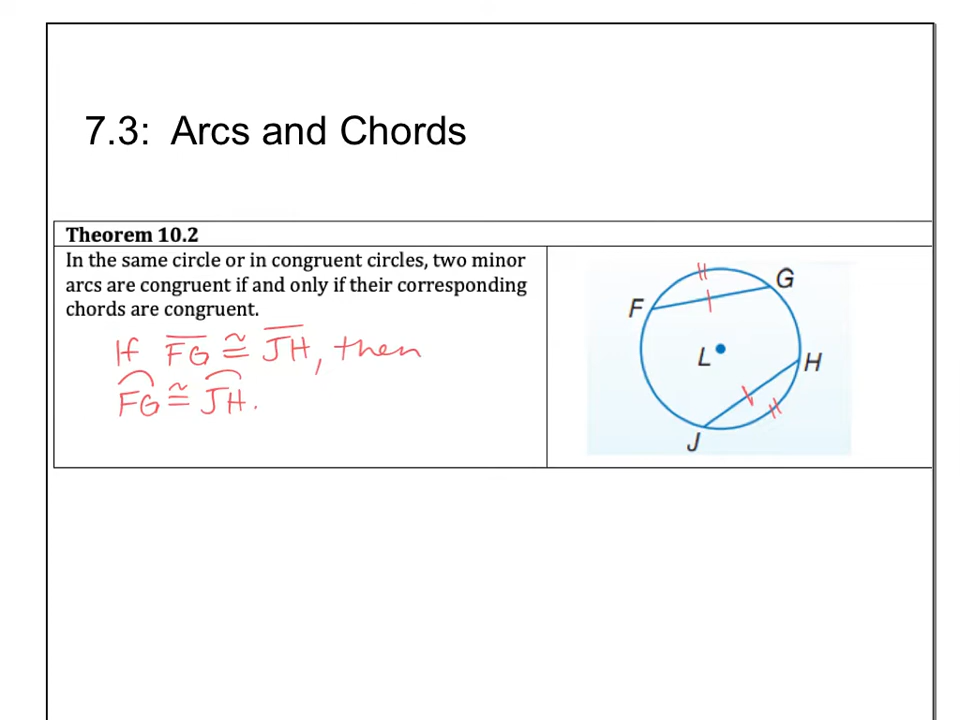 7.3: Arcs and Chords
Theorem 10.2
In the same circle or in congruent circles, two minor
arcs are congruent if and only if their corresponding
chords are congruent.
If F̅G̅ ≅ J̅H̅, then
F͡G ≅ J͡H.
G
F
L
H
J